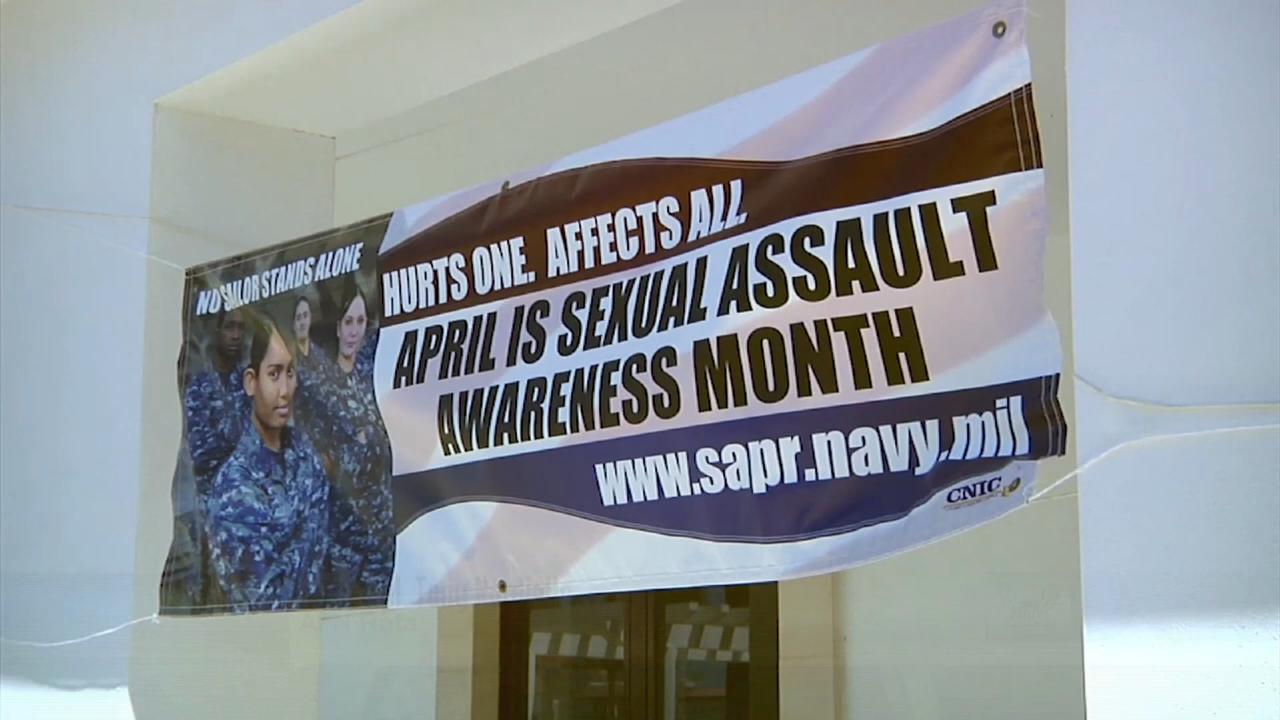 NO SAILOR STANDS ALONE
HURTS ONE. AFFECTS ALL.
APRIL IS SEXUAL ASSAULT
AWARENESS MONTH
www.sapr.navy.mil
CNIC